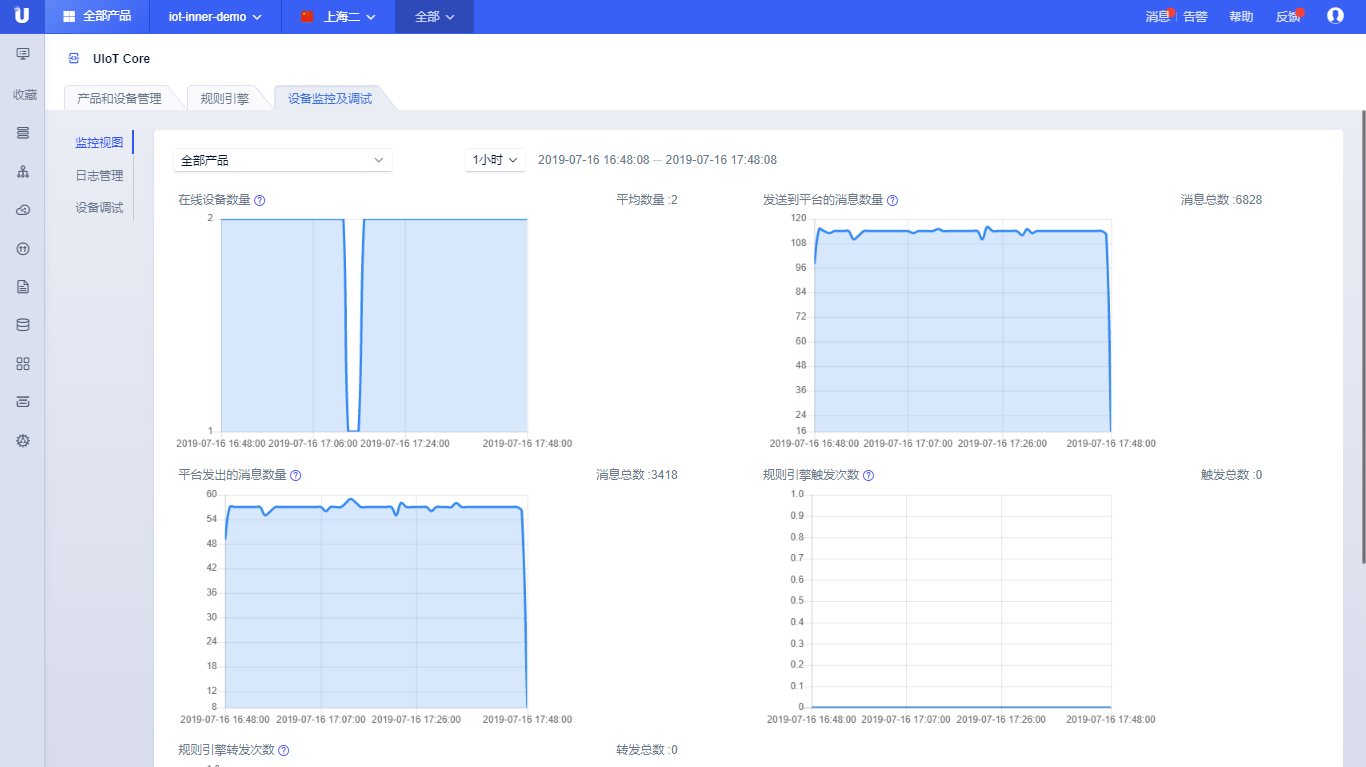 U 全部产品 iot-inner-demo 上海二 全部 消息 告警 帮助 反馈
UIoT Core
收藏
产品和设备管理 规则引擎 设备监控及调试
监控视图
日志管理
设备调试
全部产品 1小时 2019-07-16 16:48:08 — 2019-07-16 17:48:08
在线设备数量 ? 平均数量 :2
2
1
2019-07-16 16:48:00 2019-07-16 17:06:00 2019-07-16 17:24:00 2019-07-16 17:48:00
发送到平台的消息数量 ? 消息总数 :6828
120
108
96
84
72
60
48
36
24
16
2019-07-16 16:48:00 2019-07-16 17:07:00 2019-07-16 17:26:00 2019-07-16 17:48:00
平台发出的消息数量 ? 消息总数 :3418
60
54
48
42
36
30
24
18
12
8
2019-07-16 16:48:00 2019-07-16 17:07:00 2019-07-16 17:26:00 2019-07-16 17:48:00
规则引擎触发次数 ? 触发总数 :0
1.0
0.9
0.8
0.7
0.6
0.5
0.4
0.3
0.2
0.1
0
2019-07-16 16:48:00 2019-07-16 17:07:00 2019-07-16 17:26:00 2019-07-16 17:48:00
规则引擎转发次数 ? 转发总数 :0